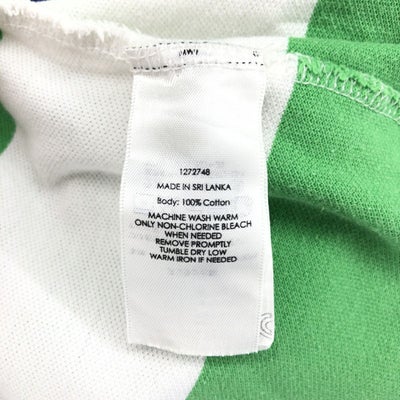 1272748
MADE IN SRI LANKA
Body: 100% Cotton
MACHINE WASH WARM
ONLY NON-CHLORINE BLEACH
WHEN NEEDED
REMOVE PROMPTLY
TUMBLE DRY LOW
WARM IRON IF NEEDED